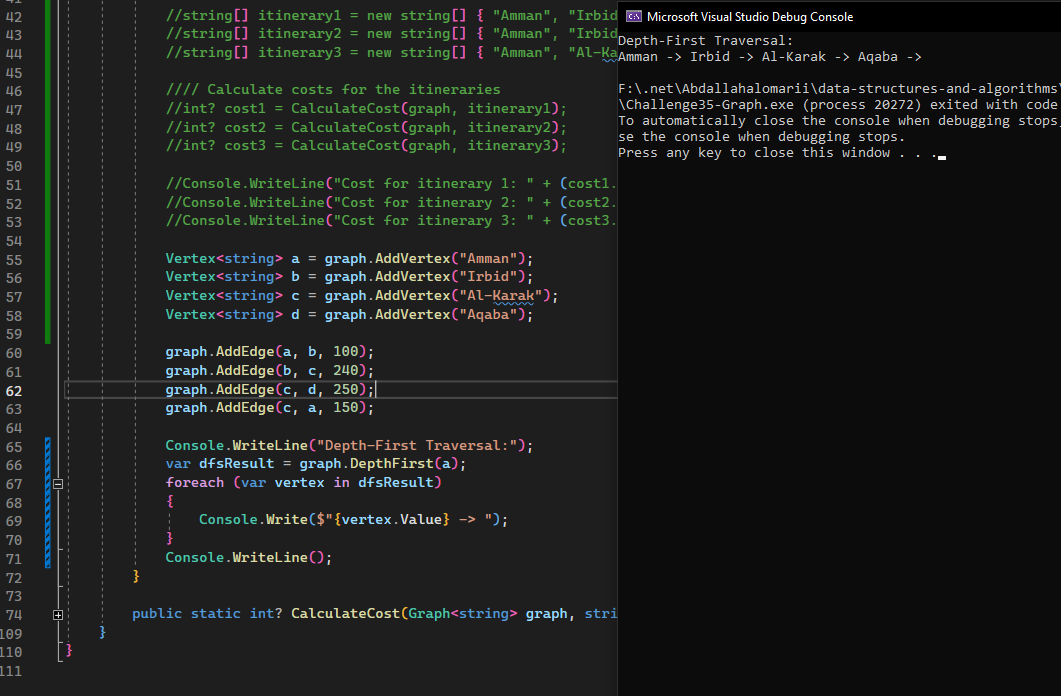 42 //string[] itinerary1 = new string[] { "Amman", "Irbid
43 //string[] itinerary2 = new string[] { "Amman", "Irbid
44 //string[] itinerary3 = new string[] { "Amman", "Al-Ka
45
46 //// Calculate costs for the itineraries
47 //int? cost1 = CalculateCost(graph, itinerary1);
48 //int? cost2 = CalculateCost(graph, itinerary2);
49 //int? cost3 = CalculateCost(graph, itinerary3);
50
51 //Console.WriteLine("Cost for itinerary 1: " + (cost1.
52 //Console.WriteLine("Cost for itinerary 2: " + (cost2.
53 //Console.WriteLine("Cost for itinerary 3: " + (cost3.
54
55 Vertex<string> a = graph.AddVertex("Amman");
56 Vertex<string> b = graph.AddVertex("Irbid");
57 Vertex<string> c = graph.AddVertex("Al-Karak");
58 Vertex<string> d = graph.AddVertex("Aqaba");
59
60 graph.AddEdge(a, b, 100);
61 graph.AddEdge(b, c, 240);
62 graph.AddEdge(c, d, 250);
63 graph.AddEdge(c, a, 150);
64
65 Console.WriteLine("Depth-First Traversal:");
66 var dfsResult = graph.DepthFirst(a);
67 foreach (var vertex in dfsResult)
68 {
69 Console.Write($"{vertex.Value} -> ");
70 }
71 Console.WriteLine();
72 }
73
74 public static int? CalculateCost(Graph<string> graph, stri
109 }
110 }
111
Microsoft Visual Studio Debug Console
Depth-First Traversal:
Amman -> Irbid -> Al-Karak -> Aqaba ->
F:\.net\Abdallahalomarii\data-structures-and-algorithms\
\Challenge35-Graph.exe (process 20272) exited with code
To automatically close the console when debugging stops,
se the console when debugging stops.
Press any key to close this window . . .